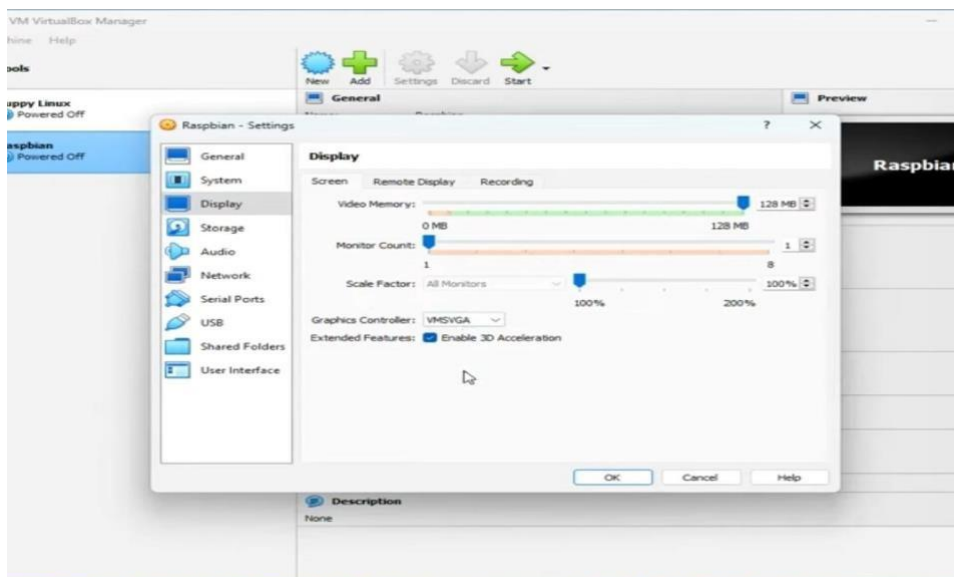 VM VirtualBox Manager
hine Help
ools
New Add Settings Discard Start
General
Preview
uppy Linux
Powered Off
aspbian
Powered Off
Raspbian - Settings
?
Raspbian
General
System
Display
Storage
Audio
Network
Serial Ports
USB
Shared Folders
User Interface
Display
Screen Remote Display Recording
Video Memory: 128 MB
0 MB 128 MB
Monitor Count: 1
1 8
Scale Factor: All Monitors 100%
100% 200%
Graphics Controller: VMSVGA
Extended Features: Enable 3D Acceleration
OK Cancel Help
Description
None